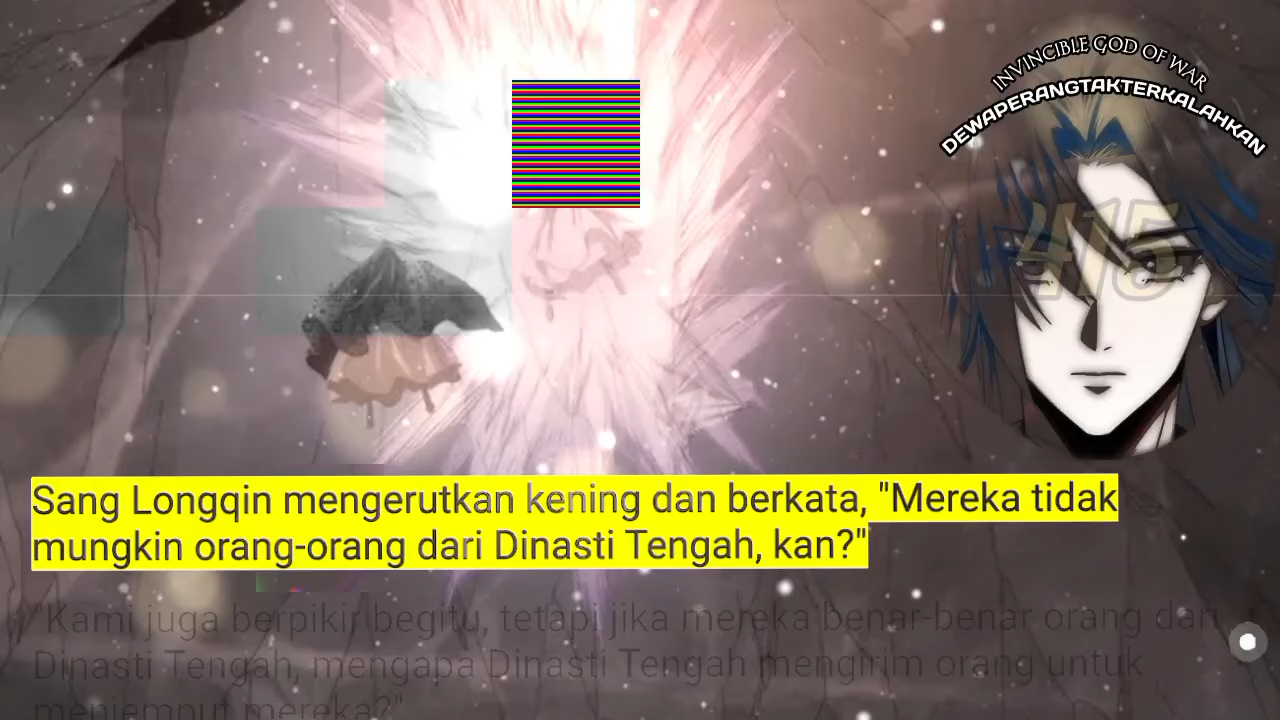 INVINCIBLE GOD OF WAR
DEWAPERANGTAKTERKALAHKAN
415
Sang Longqin mengerutkan kening dan berkata, "Mereka tidak
mungkin orang-orang dari Dinasti Tengah, kan?"
"Kami juga berpikir begitu, tetapi jika mereka benar-benar orang dari
Dinasti Tengah, mengapa Dinasti Tengah mengirim orang untuk
menjemput mereka?"